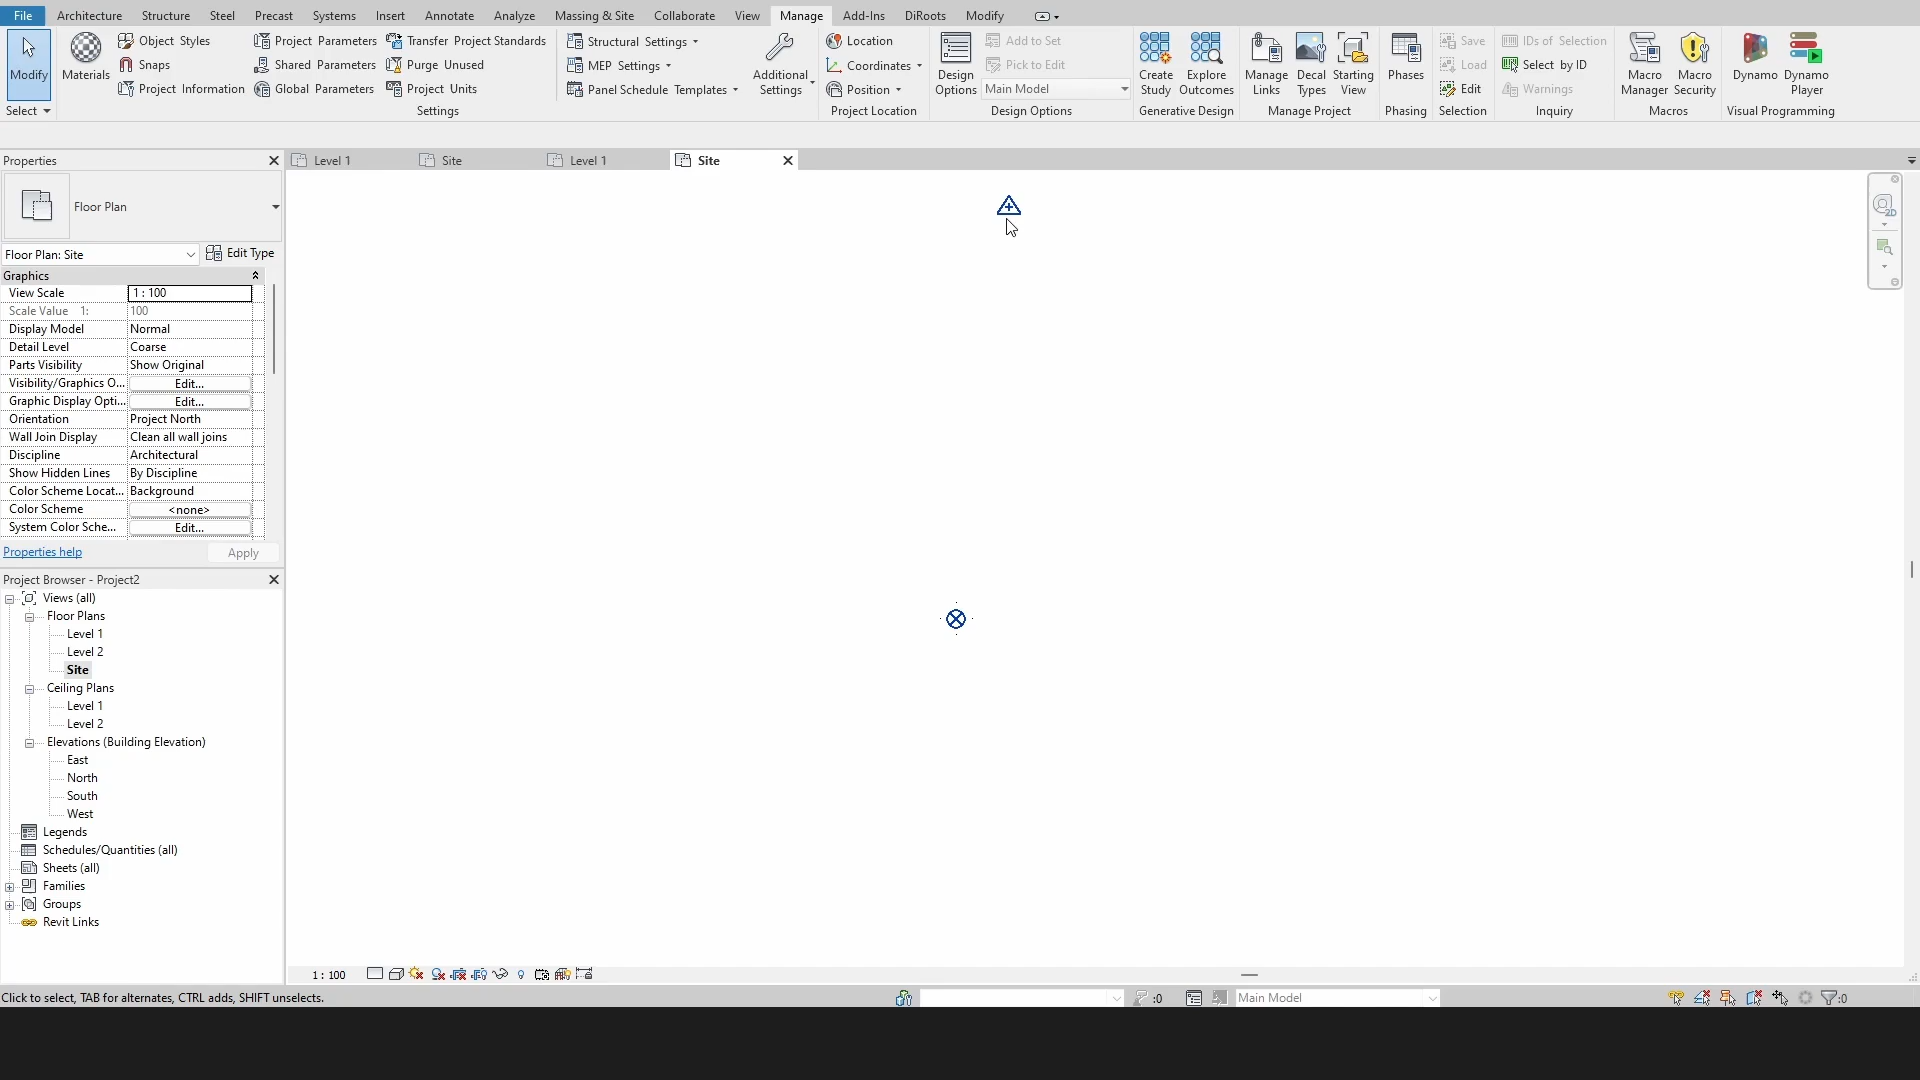 File Architecture Structure Steel Precast Systems Insert Annotate Analyze Massing & Site Collaborate View Manage Add-Ins DiRoots Modify
Modify
Select
Materials
Object Styles
Snaps
Project Information
Project Parameters
Shared Parameters
Global Parameters
Transfer Project Standards
Purge Unused
Project Units
Settings
Structural Settings
MEP Settings
Panel Schedule Templates
Additional
Settings
Location
Coordinates
Position
Project Location
Design
Options
Add to Set
Pick to Edit
Main Model
Design Options
Create
Study
Explore
Outcomes
Generative Design
Manage
Links
Decal
Types
Starting
View
Manage Project
Phases
Phasing
Save
Load
Edit
Selection
IDs of Selection
Select by ID
Warnings
Inquiry
Macro
Manager
Macro
Security
Macros
Dynamo
Dynamo
Player
Visual Programming
Properties
Level 1 Site Level 1 Site
Floor Plan
Floor Plan: Site Edit Type
Graphics
View Scale 1 : 100
Scale Value 1: 100
Display Model Normal
Detail Level Coarse
Parts Visibility Show Original
Visibility/Graphics O... Edit...
Graphic Display Opti... Edit...
Orientation Project North
Wall Join Display Clean all wall joins
Discipline Architectural
Show Hidden Lines By Discipline
Color Scheme Locat... Background
Color Scheme <none>
System Color Sche... Edit...
Properties help Apply
Project Browser - Project2
Views (all)
Floor Plans
Level 1
Level 2
Site
Ceiling Plans
Level 1
Level 2
Elevations (Building Elevation)
East
North
South
West
Legends
Schedules/Quantities (all)
Sheets (all)
Families
Groups
Revit Links
2D
1 : 100
Click to select, TAB for alternates, CTRL adds, SHIFT unselects.
:0
Main Model
:0